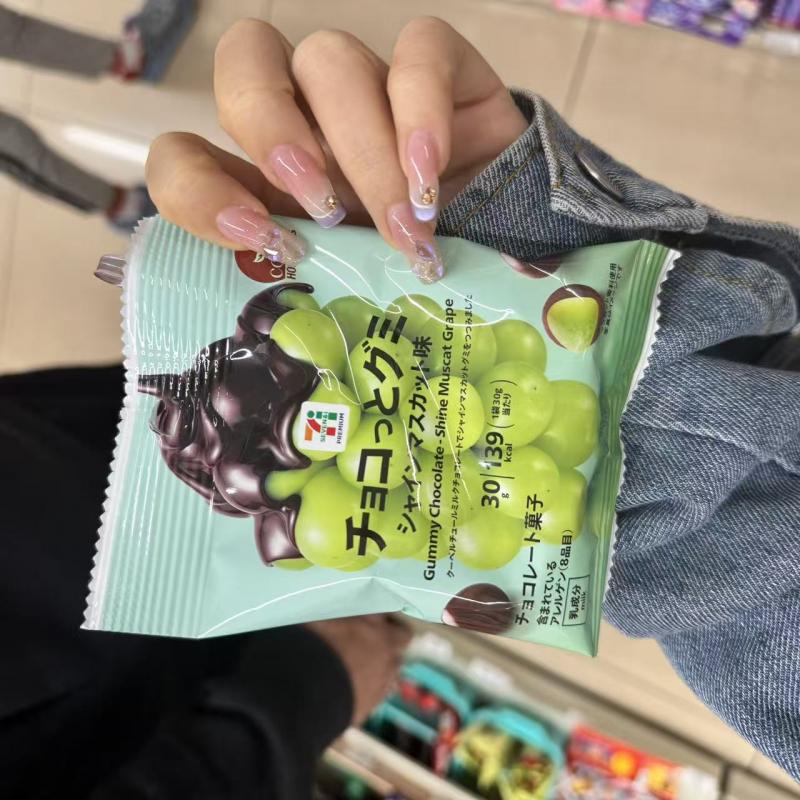 7
SEVEN&i
PREMIUM
チョコっとグミ
シャインマスカット味
Gummy Chocolate - Shine Muscat Grape
クーベルチュールミルクチョコレートでシャインマスカットグミをつつみました
30g 139kcal (1袋30g当たり)
チョコレート菓子
含まれている
アレルゲン(8品目)
乳成分
milk